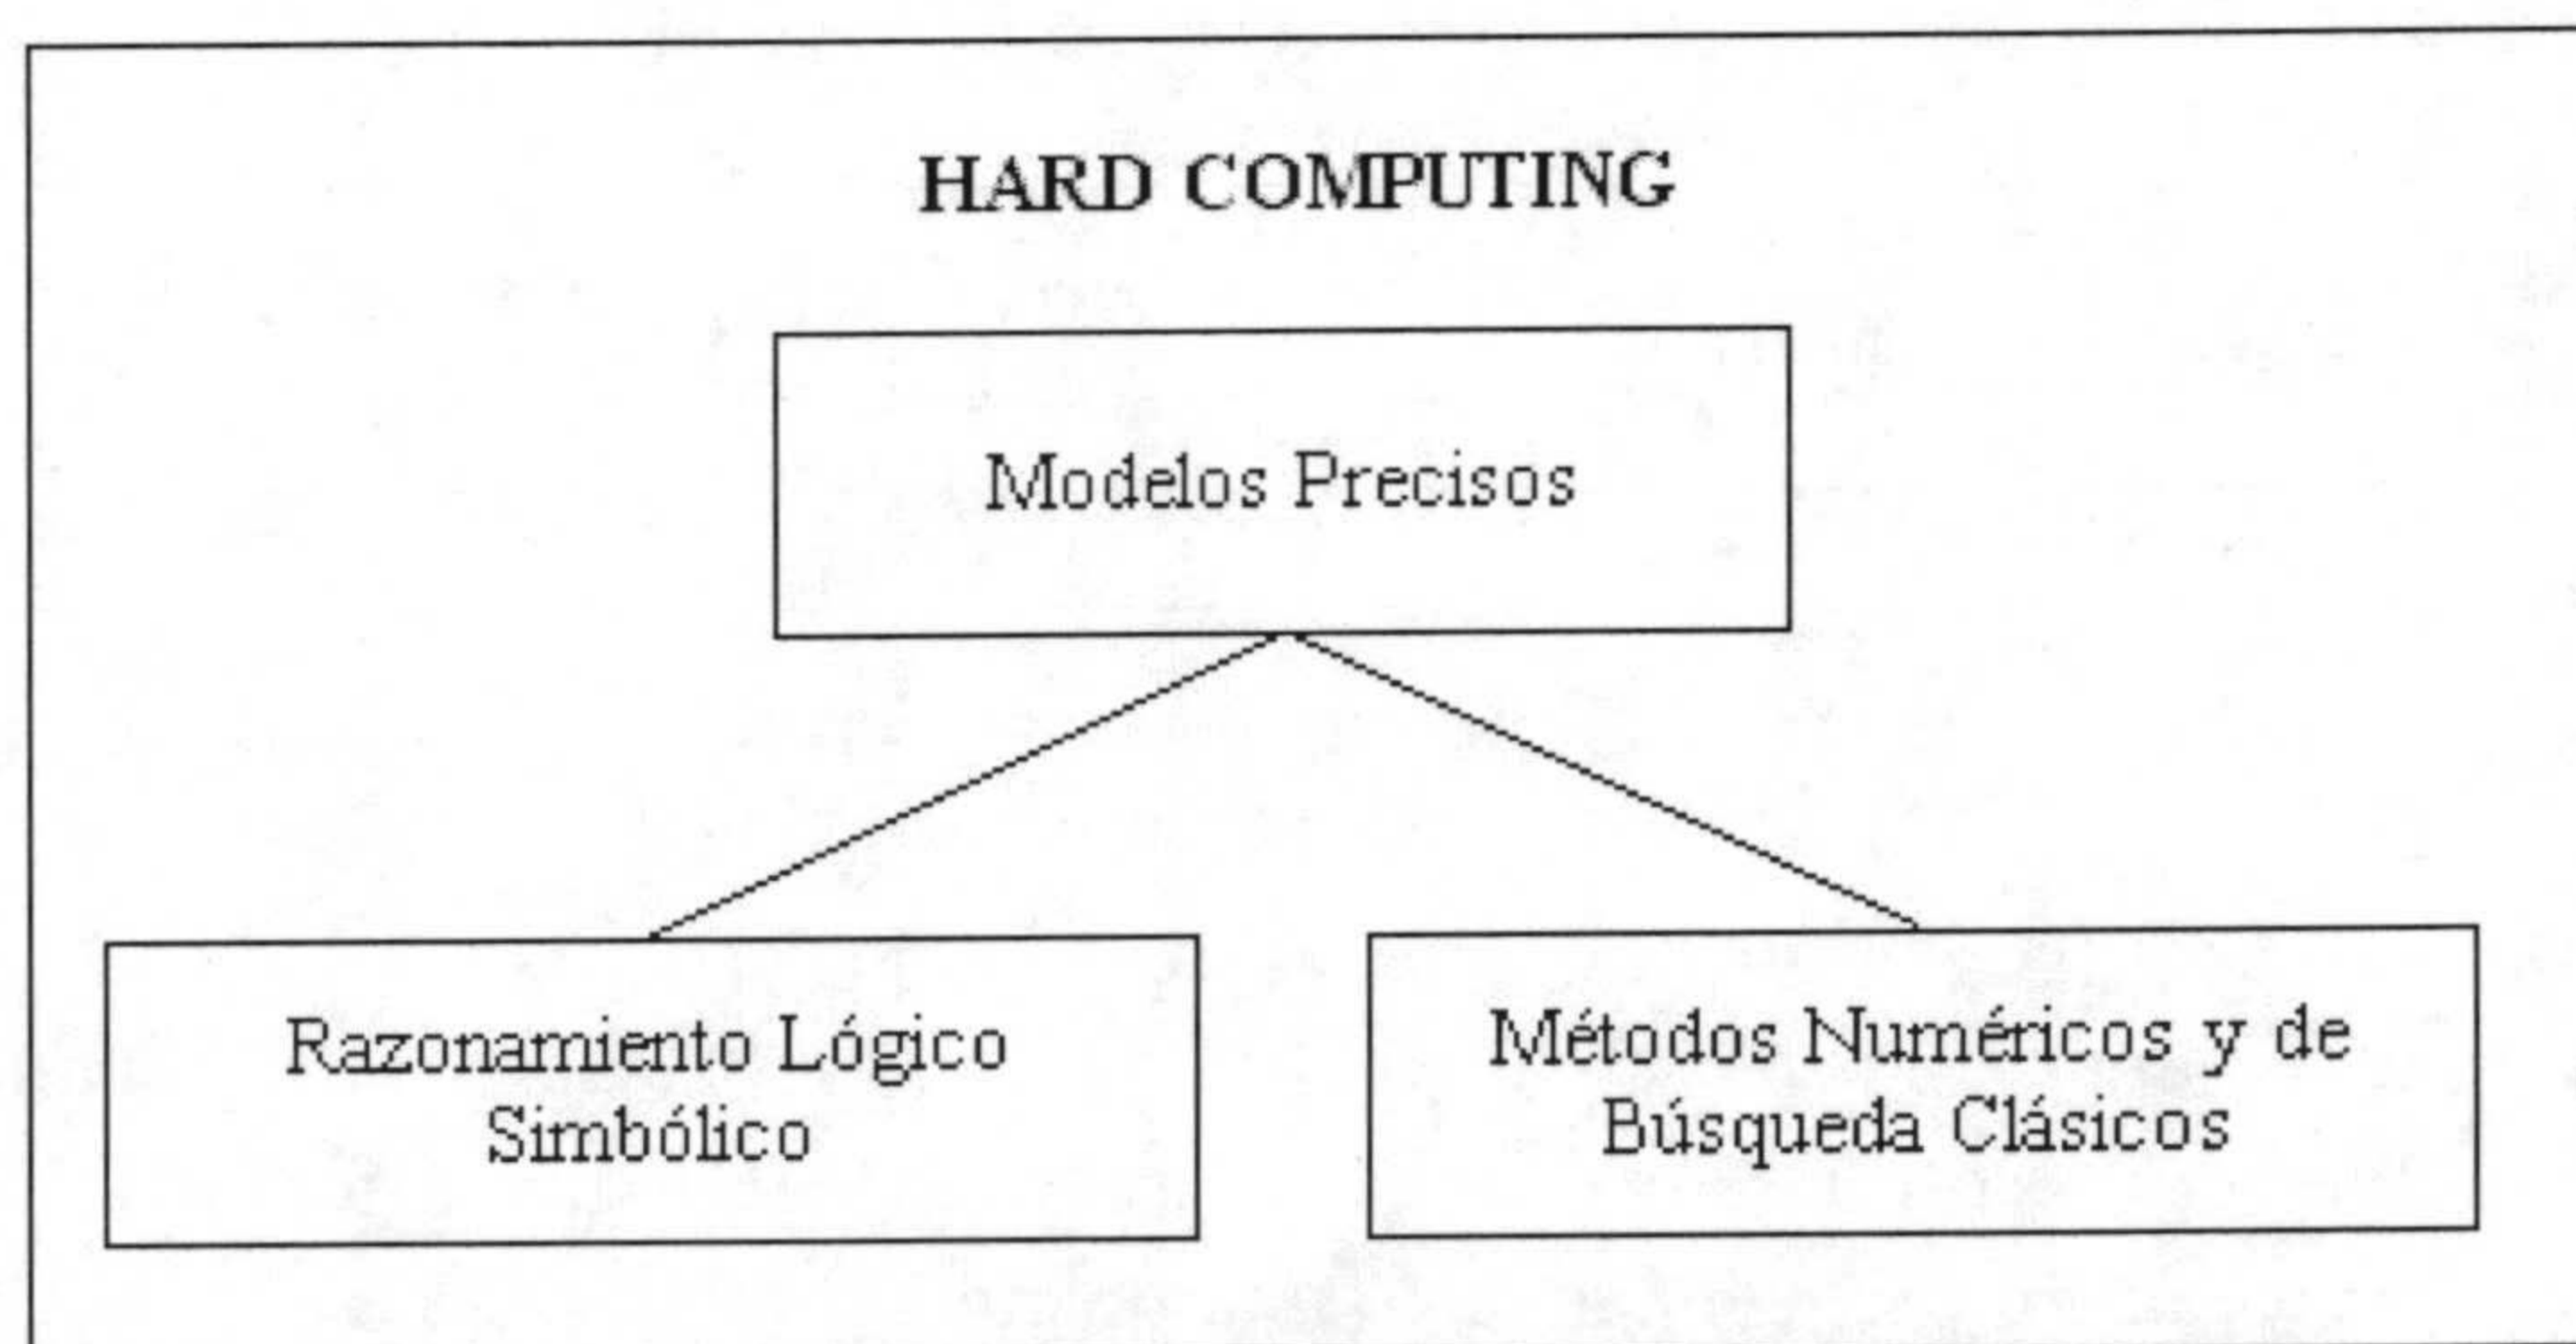 HARD COMPUTING
Modelos Precisos
Razonamiento Lógico
Simbólico
Métodos Numéricos y de
Búsqueda Clásicos